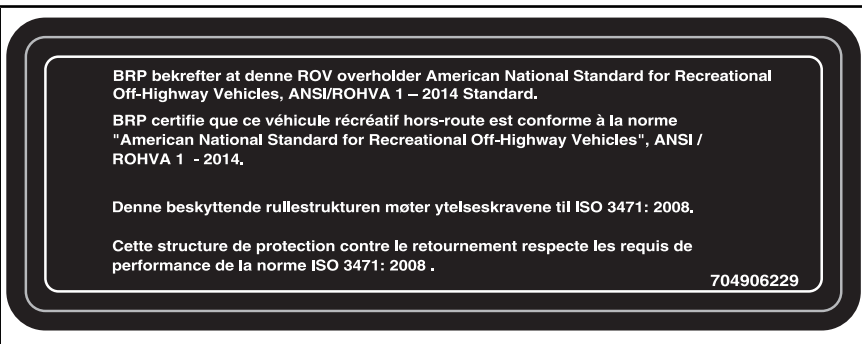 BRP bekrefter at denne ROV overholder American National Standard for Recreational
Off-Highway Vehicles, ANSI/ROHVA 1 – 2014 Standard.
BRP certifie que ce véhicule récréatif hors-route est conforme à la norme
"American National Standard for Recreational Off-Highway Vehicles", ANSI /
ROHVA 1 - 2014.
Denne beskyttende rullestrukturen møter ytelseskravene til ISO 3471: 2008.
Cette structure de protection contre le retournement respecte les requis de
performance de la norme ISO 3471: 2008 .
704906229